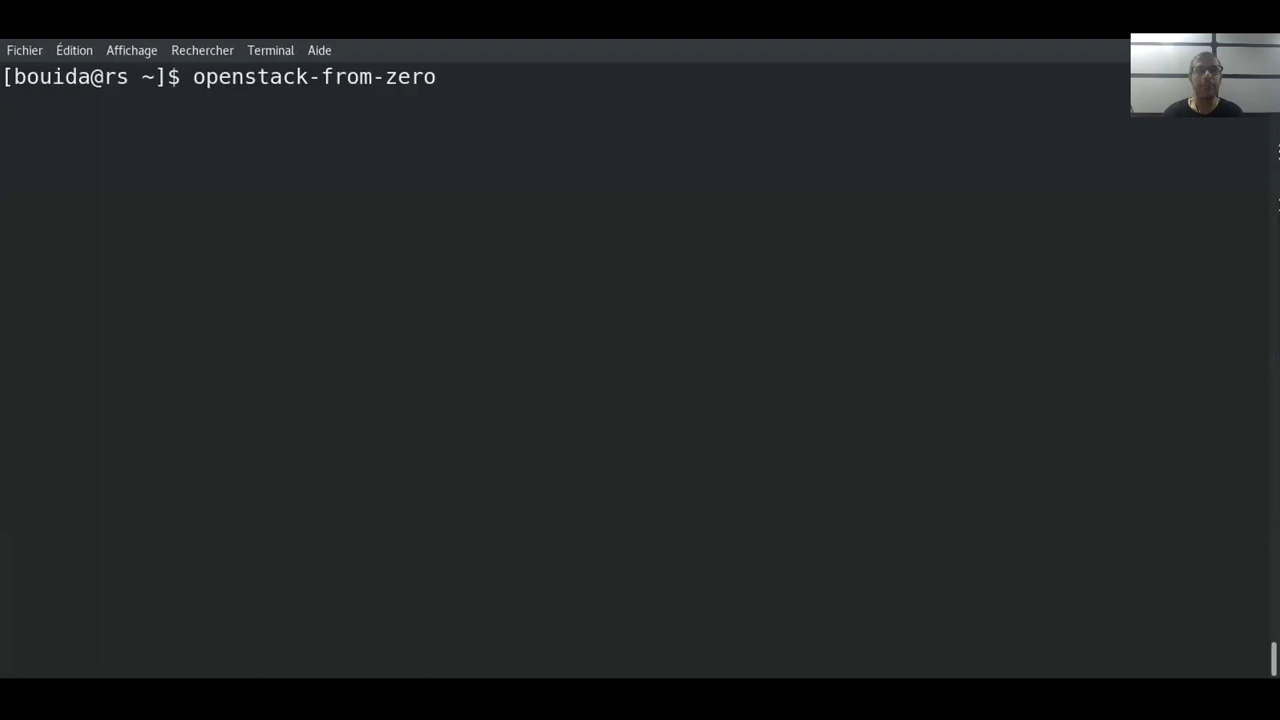 Fichier Édition Affichage Rechercher Terminal Aide
[bouida@rs ~]$ openstack-from-zero